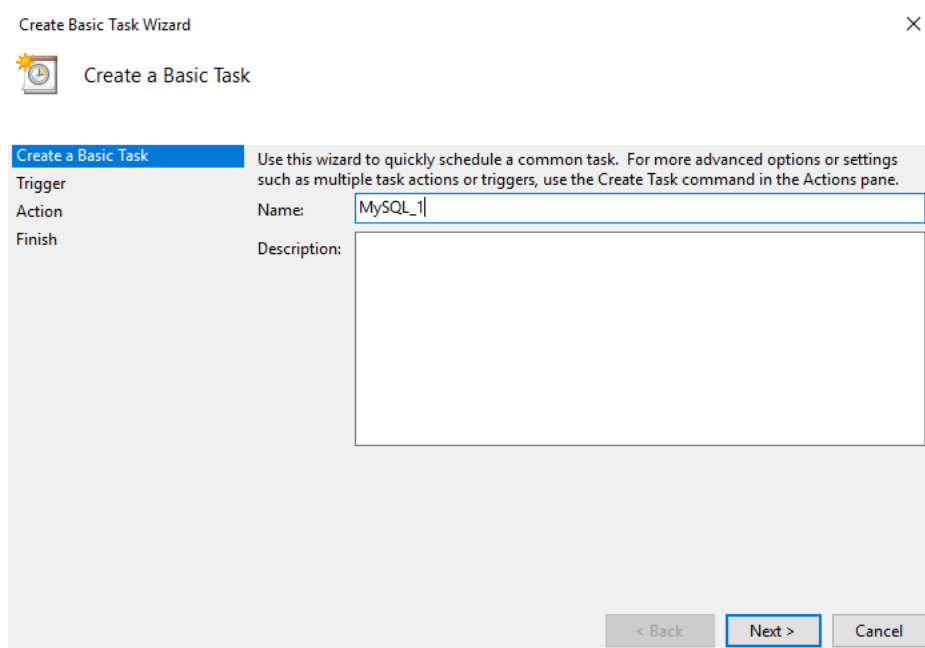 Create Basic Task Wizard
Create a Basic Task
Create a Basic Task
Trigger
Action
Finish
Use this wizard to quickly schedule a common task.  For more advanced options or settings
such as multiple task actions or triggers, use the Create Task command in the Actions pane.
Name: MySQL_1
Description:
< Back Next > Cancel